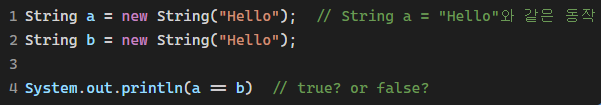 1 String a = new String("Hello");  // String a = "Hello"와 같은 동작
2 String b = new String("Hello");
3
4 System.out.println(a == b)  // true? or false?